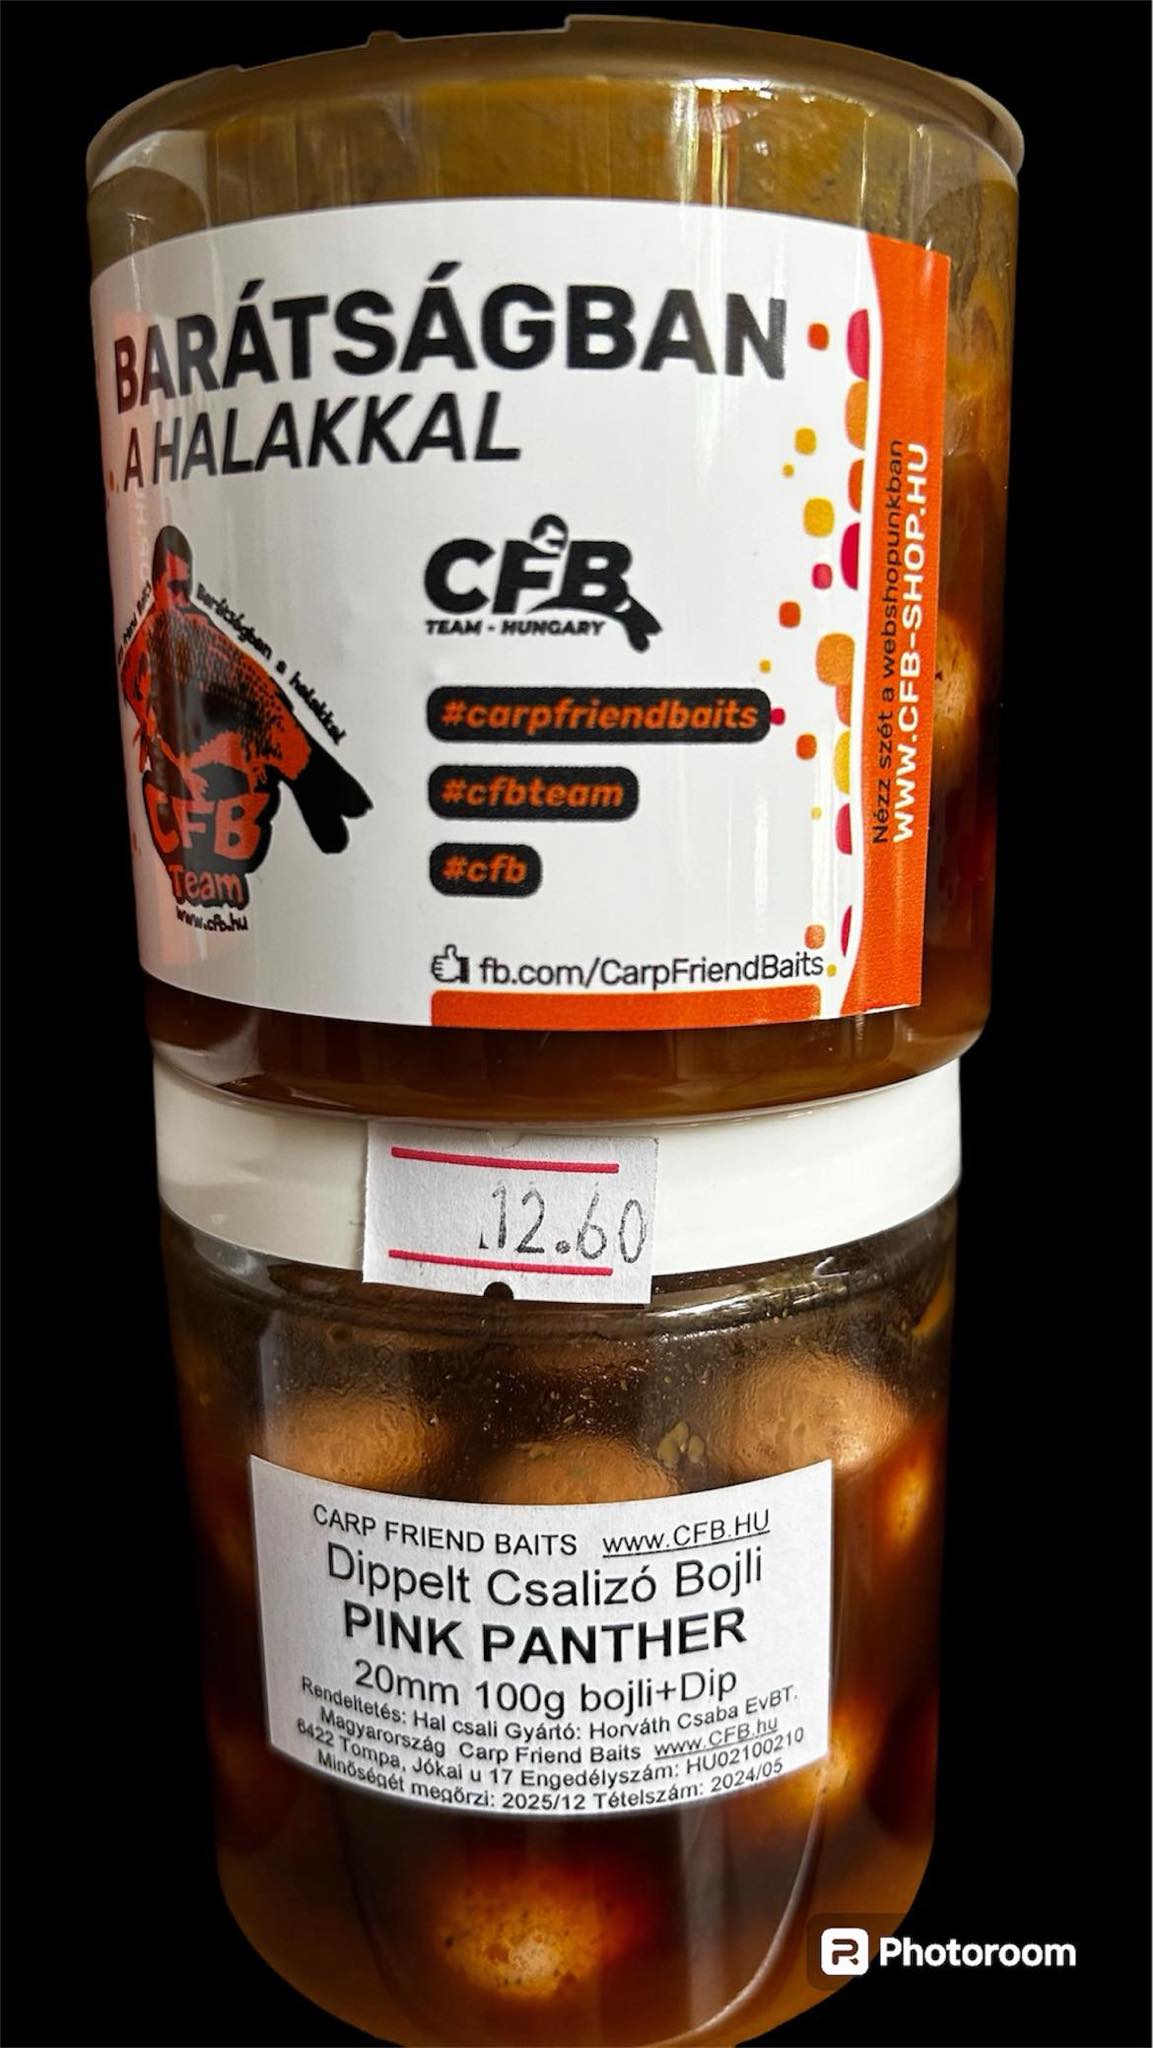 BARÁTSÁGBAN
A HALAKKAL
CFB
TEAM - HUNGARY
Barátságban a halakkal
CFB
Team
www.cfb.hu
#carpfriendbaits
#cfbteam
#cfb
fb.com/CarpFriendBaits
Nézz szét a webshopunkban
WWW.CFB-SHOP.HU
12.60
CARP FRIEND BAITS www.CFB.HU
Dippelt Csalizó Bojli
PINK PANTHER
20mm 100g bojli+Dip
Rendeltetés: Hal csali Gyártó: Horváth Csaba EvBT.
Magyarország Carp Friend Baits www.CFB.hu
6422 Tompa, Jókai u 17 Engedélyszám: HU02100210
Minőségét megőrzi: 2025/12 Tételszám: 2024/05
Photoroom